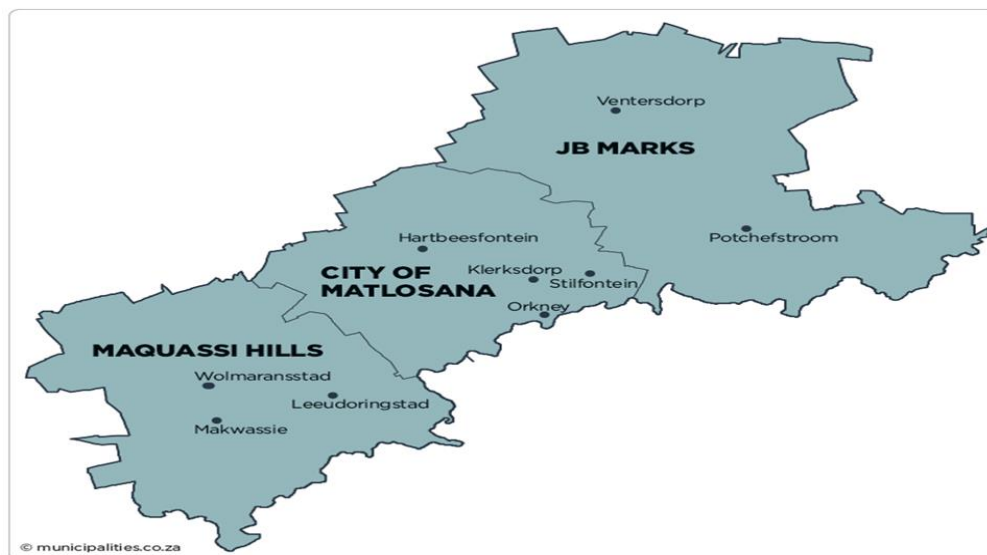 Ventersdorp
JB MARKS
Hartbeesfontein
Potchefstroom
CITY OF
MATLOSANA
Klerksdorp
Stilfontein
Orkney
MAQUASSI HILLS
Wolmaransstad
Leeudoringstad
Makwassie
© municipalities.co.za